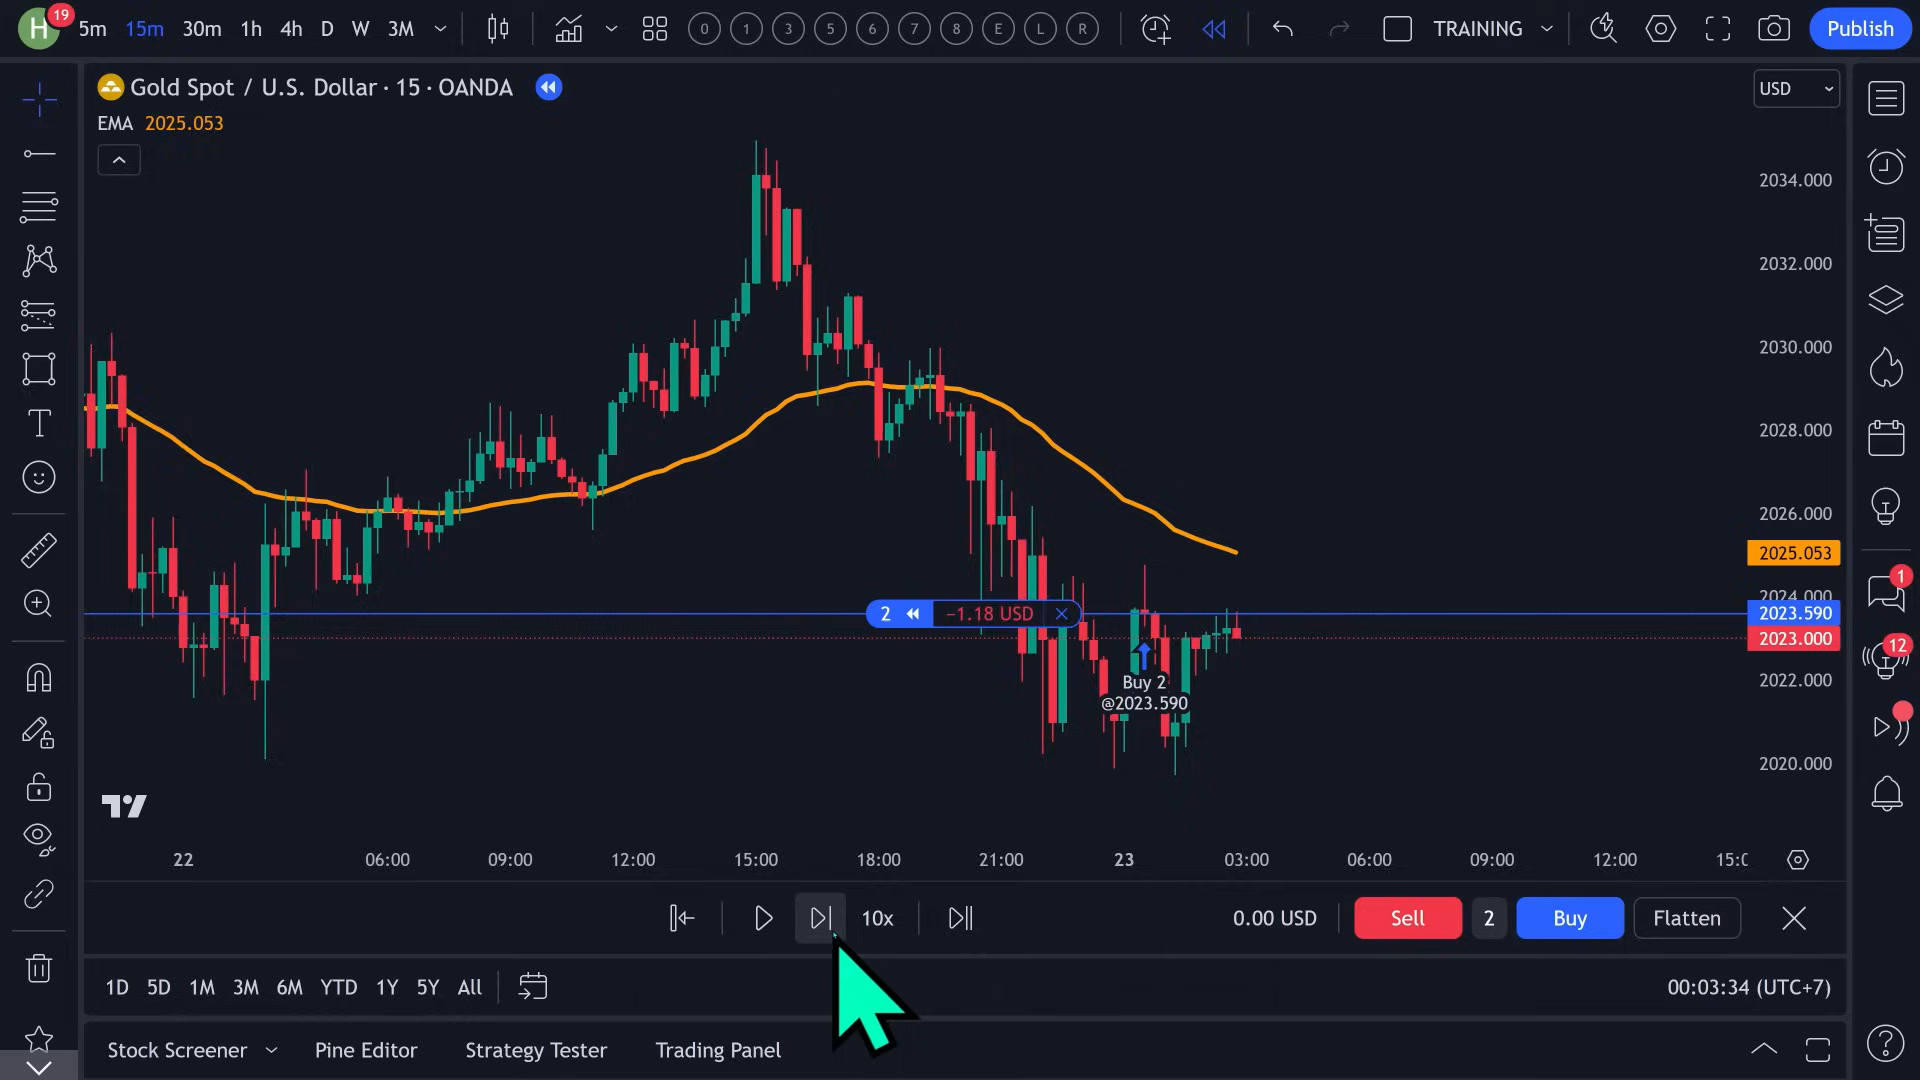 H 19 5m 15m 30m 1h 4h D W 3M 0 1 3 5 6 7 8 E L R TRAINING Publish
Gold Spot / U.S. Dollar · 15 · OANDA
USD
EMA 2025.053
2034.000
2032.000
2030.000
2028.000
2026.000
2025.053
2024.000
2 −1.18 USD 2023.590
2023.000
Buy 2
@2023.590
2022.000
2020.000
1
12
22 06:00 09:00 12:00 15:00 18:00 21:00 23 03:00 06:00 09:00 12:00
10x 0.00 USD Sell 2 Buy Flatten
1D 5D 1M 3M 6M YTD 1Y 5Y All 00:03:34 (UTC+7)
Stock Screener Pine Editor Strategy Tester Trading Panel